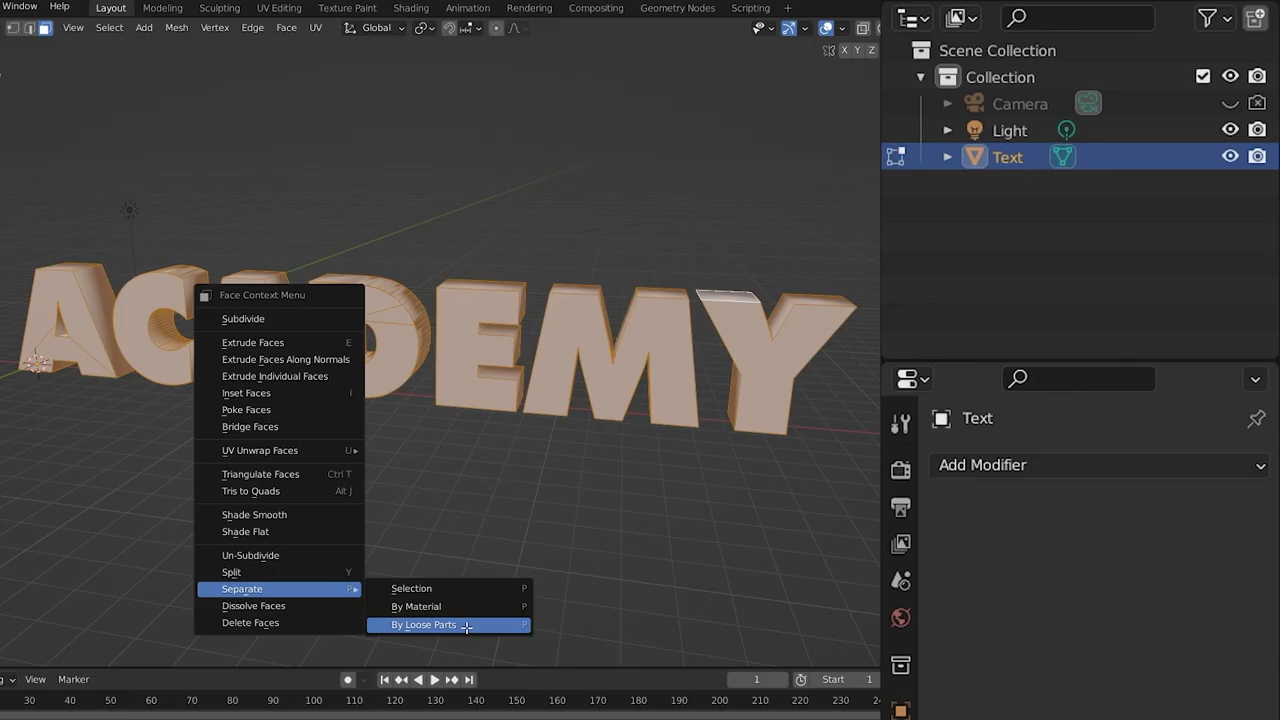 Window Help Layout Modeling Sculpting UV Editing Texture Paint Shading Animation Rendering Compositing Geometry Nodes Scripting +
View Select Add Mesh Vertex Edge Face UV Global
X Y Z
Scene Collection
Collection
Camera
Light
Text
ACADEMY
Face Context Menu
Subdivide
Extrude Faces E
Extrude Faces Along Normals
Extrude Individual Faces
Inset Faces I
Poke Faces
Bridge Faces
UV Unwrap Faces U
Triangulate Faces Ctrl T
Tris to Quads Alt J
Shade Smooth
Shade Flat
Un-Subdivide
Split Y
Separate P
Dissolve Faces
Delete Faces
Selection P
By Material P
By Loose Parts P
Text
Add Modifier
View Marker 1 Start 1
30 40 50 60 70 80 90 100 110 120 130 140 150 160 170 180 190 200 210 220 230